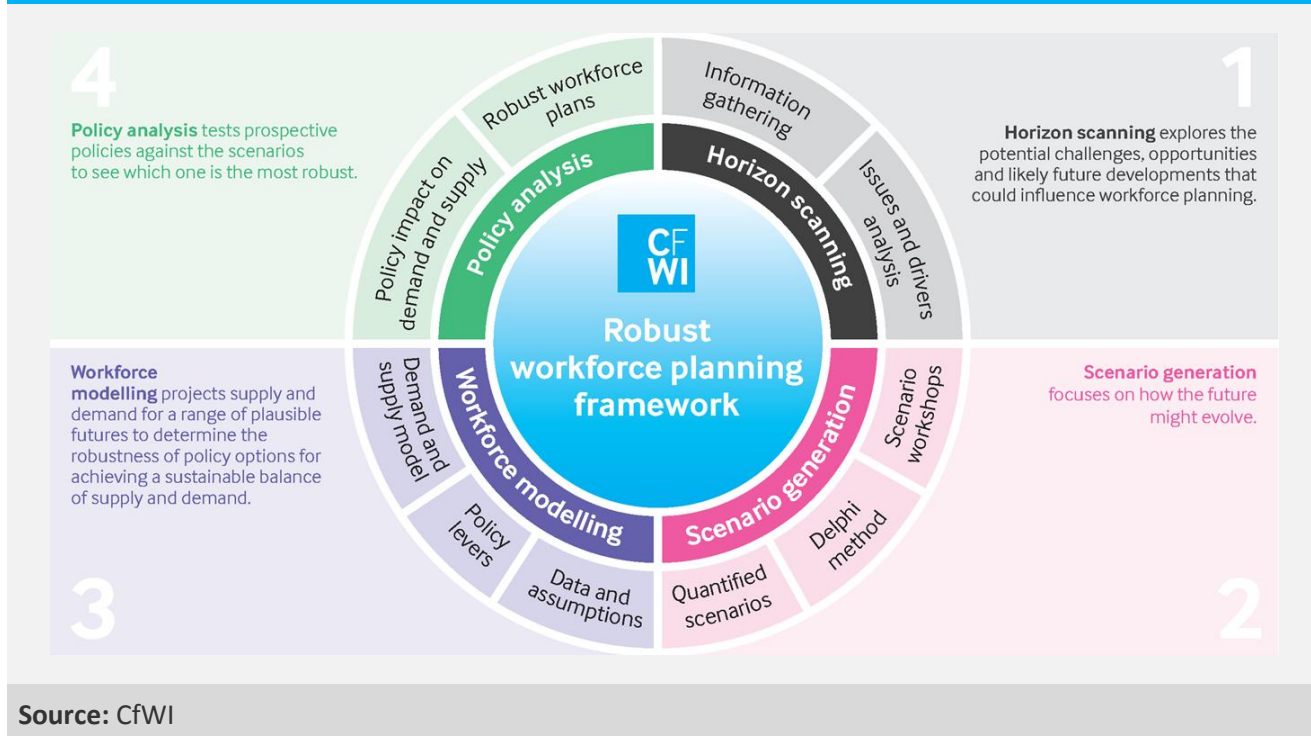 1
Horizon scanning explores the
potential challenges, opportunities
and likely future developments that
could influence workforce planning.
Horizon scanning
Information
gathering
Issues and drivers
analysis
2
Scenario generation
focuses on how the future
might evolve.
Scenario generation
Scenario
workshops
Delphi
method
Quantified
scenarios
3
Workforce
modelling projects supply and
demand for a range of plausible
futures to determine the
robustness of policy options for
achieving a sustainable balance
of supply and demand.
Workforce modelling
Data and
assumptions
Policy
levers
Demand and
supply model
4
Policy analysis tests prospective
policies against the scenarios
to see which one is the most robust.
Policy analysis
Policy impact on
demand and supply
Robust workforce
plans
CF
WI
Robust
workforce planning
framework
Source: CfWI